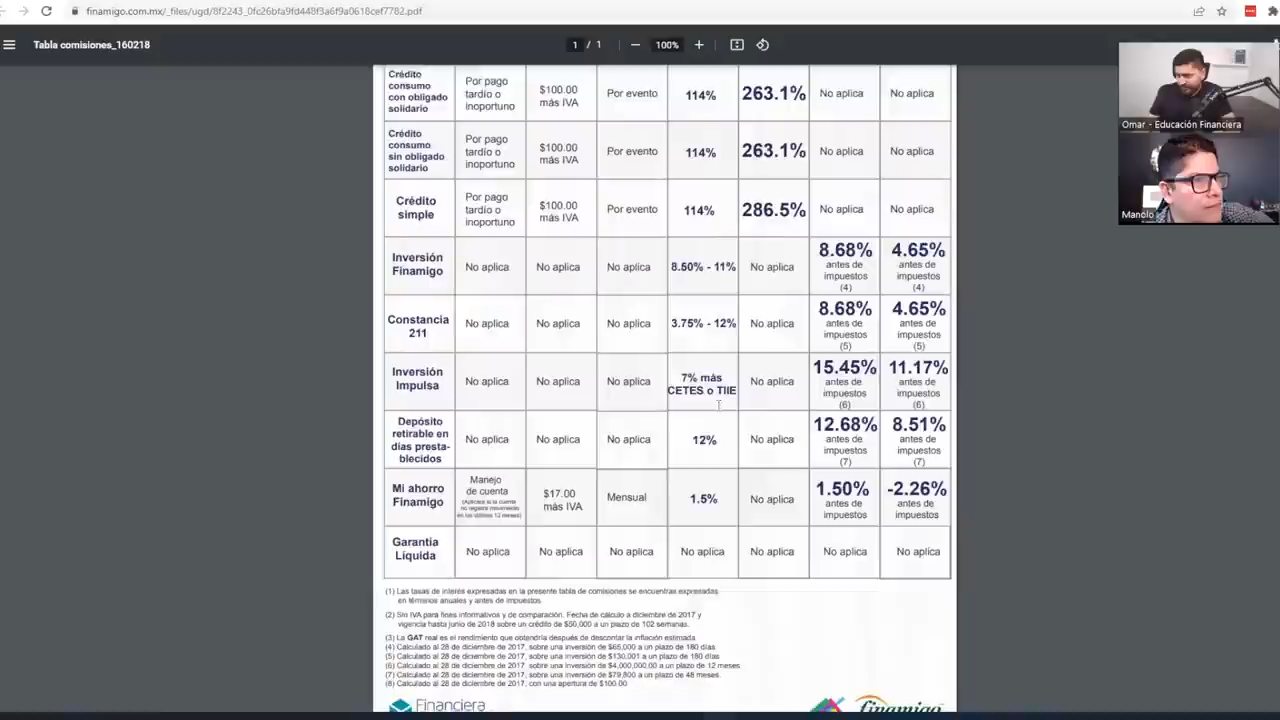 finamigo.com.mx/_files/ugd/8f2243_0fc26bfa9fd448f3a6f9a0618cef7782.pdf
Tabla comisiones_160218
1 / 1
100%
Omar - Educación Financiera
Manolo
Crédito
consumo
con obligado
solidario
Por pago
tardío o
inoportuno
$100.00
más IVA
Por evento
114%
263.1%
No aplica
No aplica
Crédito
consumo
sin obligado
solidario
Por pago
tardío o
inoportuno
$100.00
más IVA
Por evento
114%
263.1%
No aplica
No aplica
Crédito
simple
Por pago
tardío o
inoportuno
$100.00
más IVA
Por evento
114%
286.5%
No aplica
No aplica
Inversión
Finamigo
No aplica
No aplica
No aplica
8.50% - 11%
No aplica
8.68%
antes de
impuestos
(4)
4.65%
antes de
impuestos
(4)
Constancia
211
No aplica
No aplica
No aplica
3.75% - 12%
No aplica
8.68%
antes de
impuestos
(5)
4.65%
antes de
impuestos
(5)
Inversión
Impulsa
No aplica
No aplica
No aplica
7% más
CETES o TIIE
No aplica
15.45%
antes de
impuestos
(6)
11.17%
antes de
impuestos
(6)
Depósito
retirable en
días presta-
blecidos
No aplica
No aplica
No aplica
12%
No aplica
12.68%
antes de
impuestos
(7)
8.51%
antes de
impuestos
(7)
Mi ahorro
Finamigo
Manejo
de cuenta
(Aplicará si la cuenta
no registra movimiento
en los últimos 12 meses)
$17.00
más IVA
Mensual
1.5%
No aplica
1.50%
antes de
impuestos
-2.26%
antes de
impuestos
Garantía
Líquida
No aplica
No aplica
No aplica
No aplica
No aplica
No aplica
No aplica
(1) Las tasas de interés expresadas en la presente tabla de comisiones se encuentras expresadas
en términos anuales y antes de impuestos
(2) Sin IVA para fines informativos y de comparación. Fecha de cálculo a diciembre de 2017 y
vigencia hasta junio de 2018 sobre un crédito de $50,000 a un plazo de 102 semanas.
(3) La GAT real es el rendimiento que obtendría después de descontar la inflación estimada
(4) Calculado al 28 de diciembre de 2017, sobre una inversión de $65,000 a un plazo de 180 días
(5) Calculado al 28 de diciembre de 2017, sobre una inversión de $130,001 a un plazo de 180 días
(6) Calculado al 28 de diciembre de 2017, sobre una inversión de $4,000,000.00 a un plazo de 12 meses
(7) Calculado al 28 de diciembre de 2017, sobre una inversión de $79,800 a un plazo de 48 meses.
(8) Calculado al 28 de diciembre de 2017, con una apertura de $100.00
Financiera
finamigo